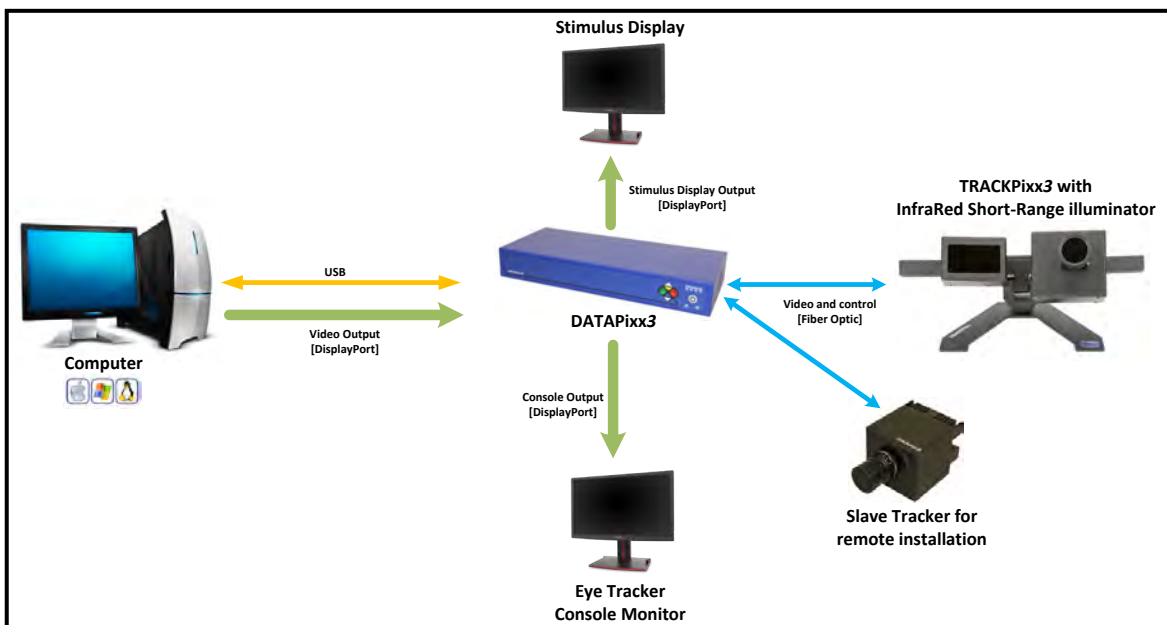 Stimulus Display
Stimulus Display Output
[DisplayPort]
TRACKPixx3 with
InfraRed Short-Range illuminator
USB
Video Output
[DisplayPort]
DATAPixx3
Video and control
[Fiber Optic]
Computer
Console Output
[DisplayPort]
Slave Tracker for
remote installation
Eye Tracker
Console Monitor